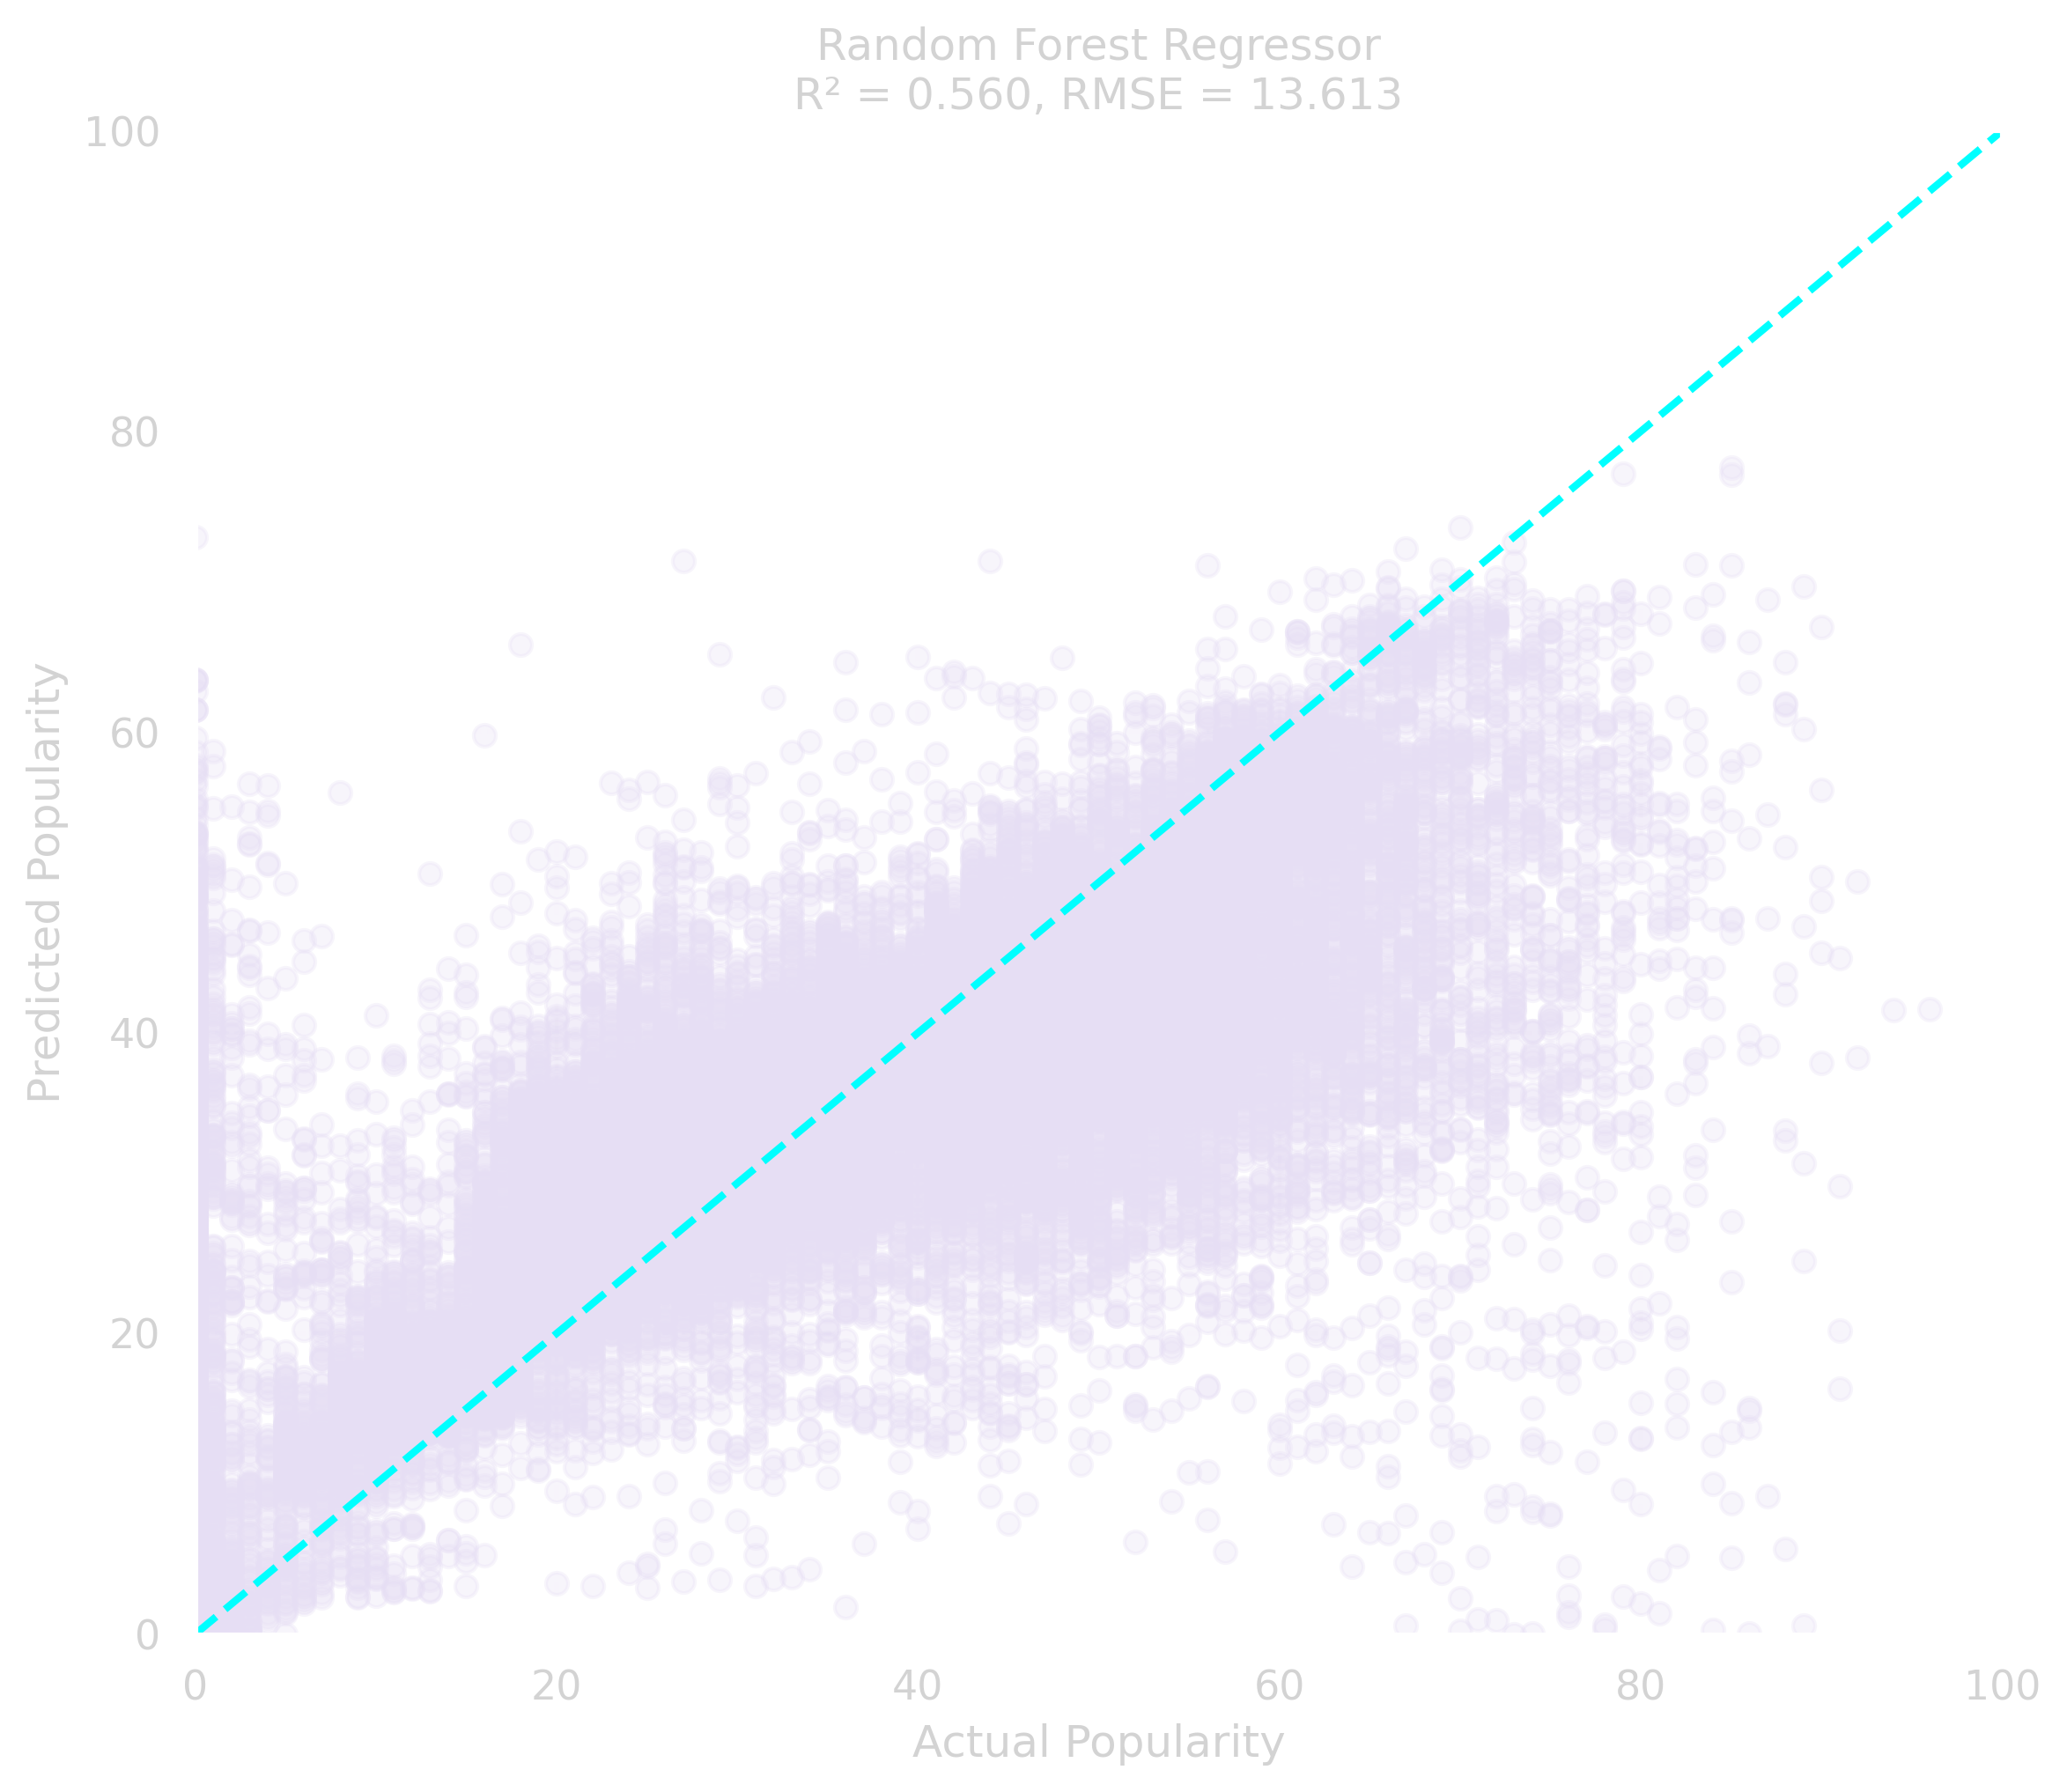 Random Forest Regressor
R² = 0.560, RMSE = 13.613
100
80
60
40
20
0
Predicted Popularity
0 20 40 60 80 100
Actual Popularity